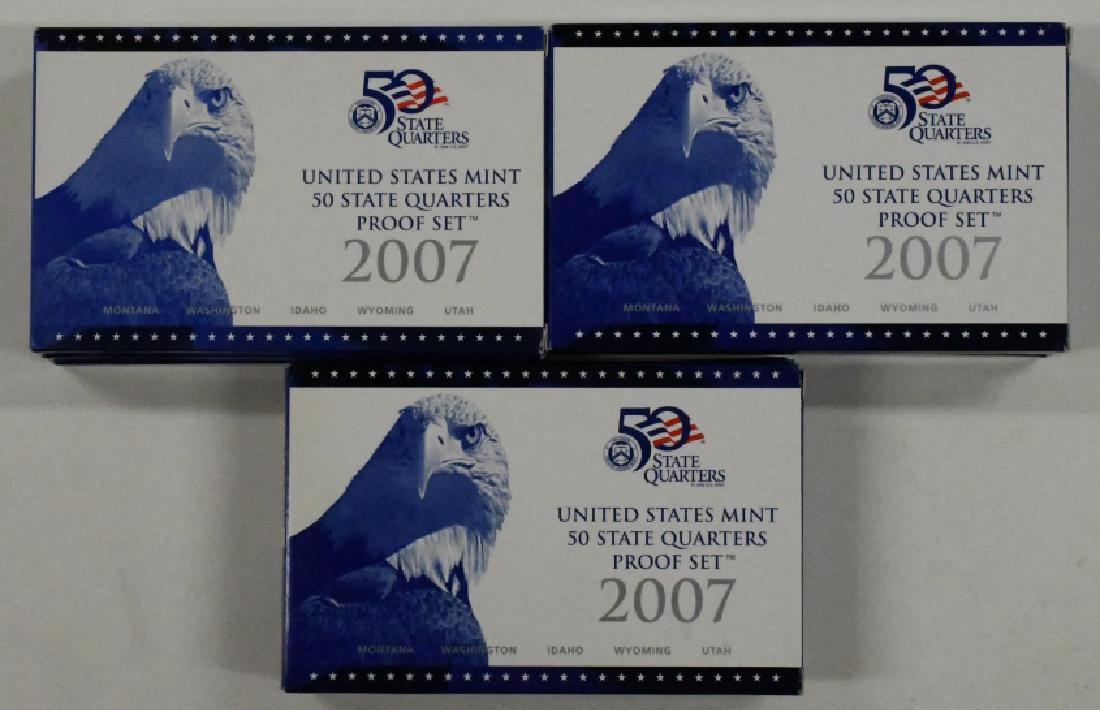 50
STATE
QUARTERS
UNITED STATES MINT
50 STATE QUARTERS
PROOF SET™
2007
MONTANA WASHINGTON IDAHO WYOMING UTAH
50
STATE
QUARTERS
UNITED STATES MINT
50 STATE QUARTERS
PROOF SET™
2007
MONTANA WASHINGTON IDAHO WYOMING UTAH
50
STATE
QUARTERS
UNITED STATES MINT
50 STATE QUARTERS
PROOF SET™
2007
MONTANA WASHINGTON IDAHO WYOMING UTAH